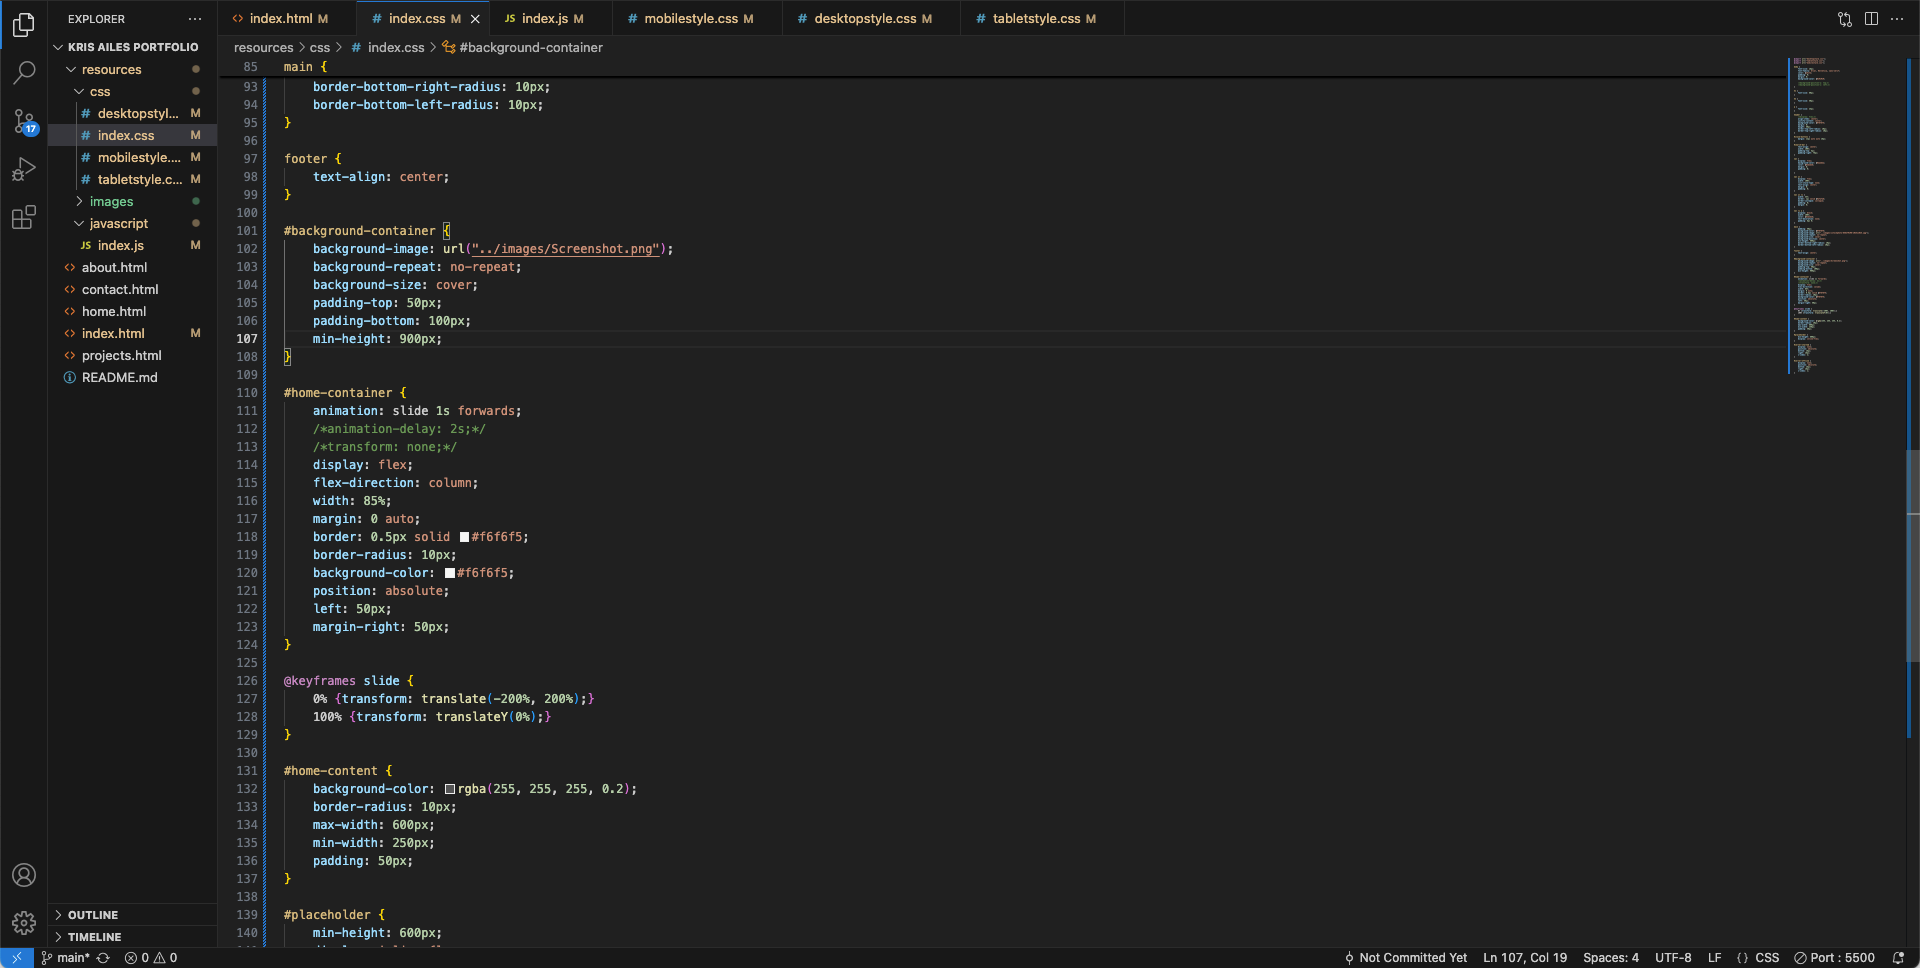 EXPLORER ···
index.html M
index.css M
JS index.js M
mobilestyle.css M
desktopstyle.css M
tabletstyle.css M
resources > css > # index.css > #background-container
KRIS AILES PORTFOLIO
resources
css
# desktopstyl... M
# index.css M
# mobilestyle.... M
# tabletstyle.c... M
images
javascript
JS index.js M
about.html
contact.html
home.html
index.html M
projects.html
README.md
17
OUTLINE
TIMELINE
85 main {
93 border-bottom-right-radius: 10px;
94 border-bottom-left-radius: 10px;
95 }
96
97 footer {
98 text-align: center;
99 }
100
101 #background-container {
102 background-image: url("../images/Screenshot.png");
103 background-repeat: no-repeat;
104 background-size: cover;
105 padding-top: 50px;
106 padding-bottom: 100px;
107 min-height: 900px;
108 }
109
110 #home-container {
111 animation: slide 1s forwards;
112 /*animation-delay: 2s;*/
113 /*transform: none;*/
114 display: flex;
115 flex-direction: column;
116 width: 85%;
117 margin: 0 auto;
118 border: 0.5px solid #f6f6f5;
119 border-radius: 10px;
120 background-color: #f6f6f5;
121 position: absolute;
122 left: 50px;
123 margin-right: 50px;
124 }
125
126 @keyframes slide {
127 0% {transform: translate(-200%, 200%);}
128 100% {transform: translateY(0%);}
129 }
130
131 #home-content {
132 background-color: rgba(255, 255, 255, 0.2);
133 border-radius: 10px;
134 max-width: 600px;
135 min-width: 250px;
136 padding: 50px;
137 }
138
139 #placeholder {
140 min-height: 600px;
main* 0 0 Not Committed Yet Ln 107, Col 19 Spaces: 4 UTF-8 LF {} CSS Port : 5500